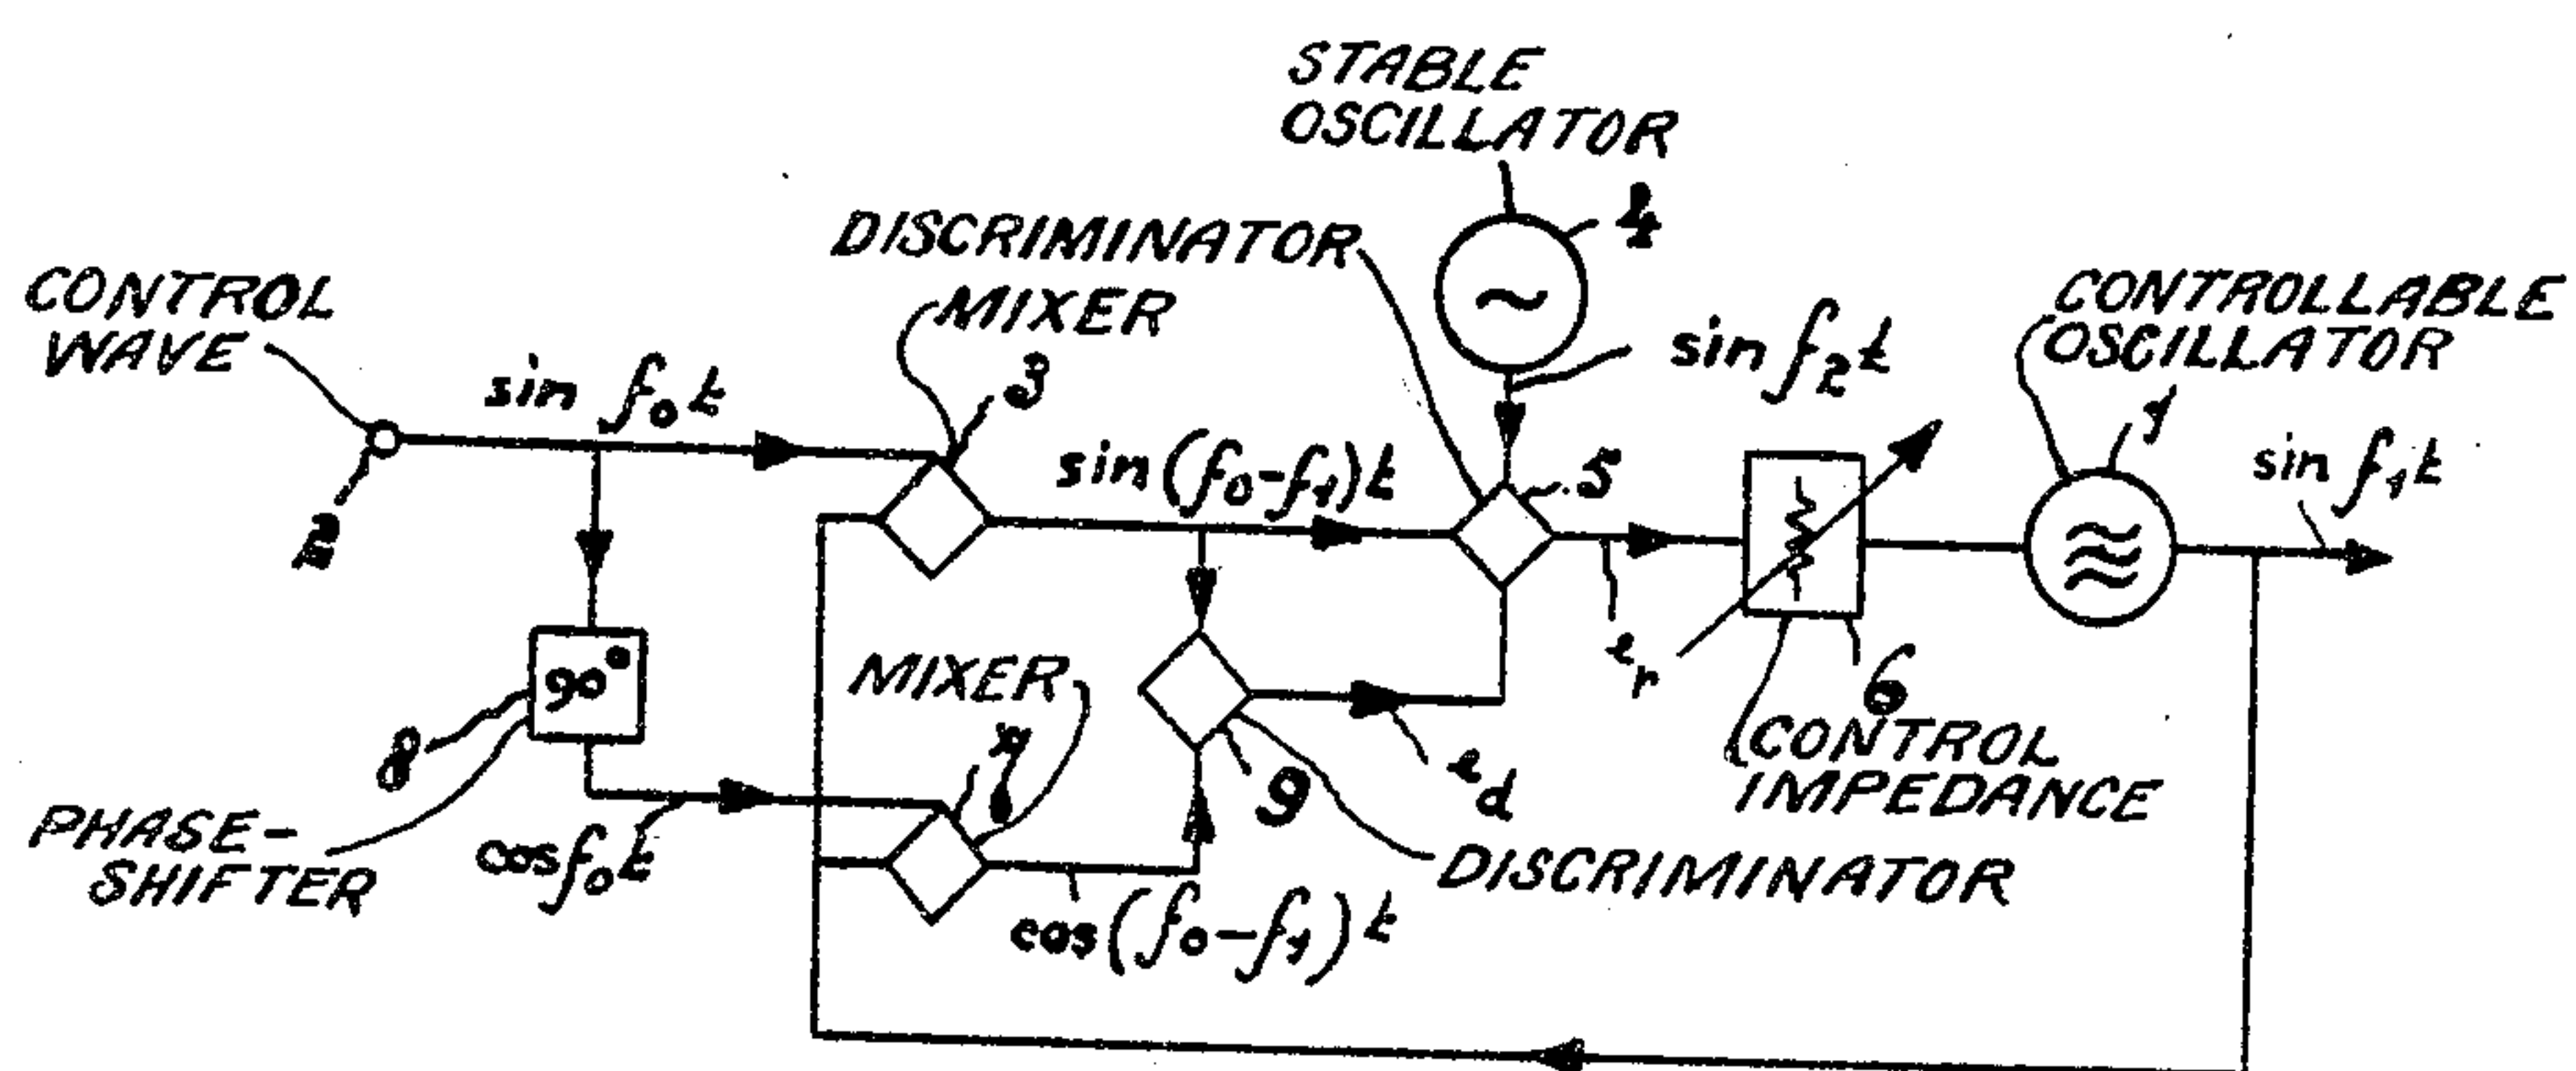 STABLE
OSCILLATOR
4
DISCRIMINATOR
MIXER
3
CONTROL
WAVE
2
sin f₀t
sin f₂t
CONTROLLABLE
OSCILLATOR
1
sin f₁t
sin(f₀-f₁)t
5
eᵣ
6
CONTROL
IMPEDANCE
90°
8
PHASE-
SHIFTER
cos f₀t
MIXER
7
9
e_d
DISCRIMINATOR
cos(f₀-f₁)t